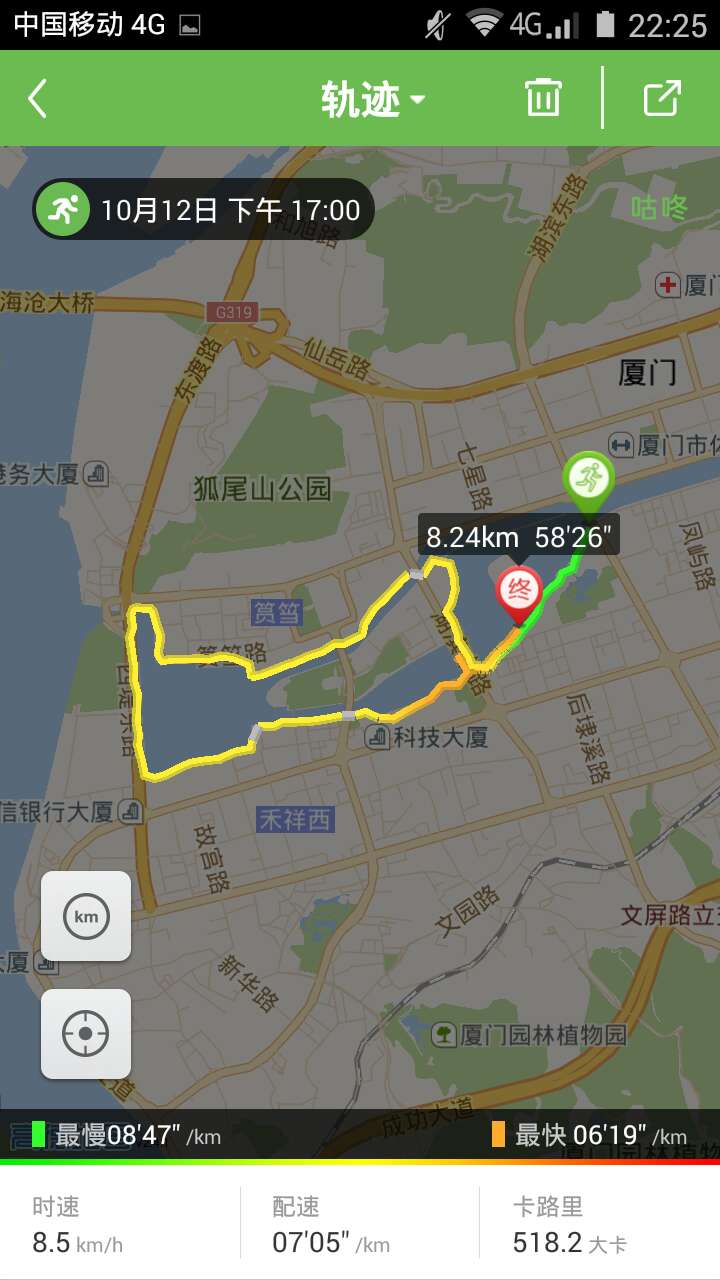 中国移动 4G
4G
22:25
轨迹
10月12日 下午 17:00
咕咚
和旭路
湖滨东路
海沧大桥
G319
厦门
东渡路
仙岳路
厦门
厦门市体
港务大厦
狐尾山公园
七星路
8.24km 58'26"
凤屿路
终
筼筜
筼筜路
西堤东路
后埭溪路
科技大厦
信银行大厦
禾祥西
故宫路
km
文园路
文屏路立交
大厦
新华路
厦门园林植物园
成功大道
最慢08'47" /km
最快 06'19" /km
时速
配速
卡路里
8.5 km/h
07'05" /km
518.2 大卡